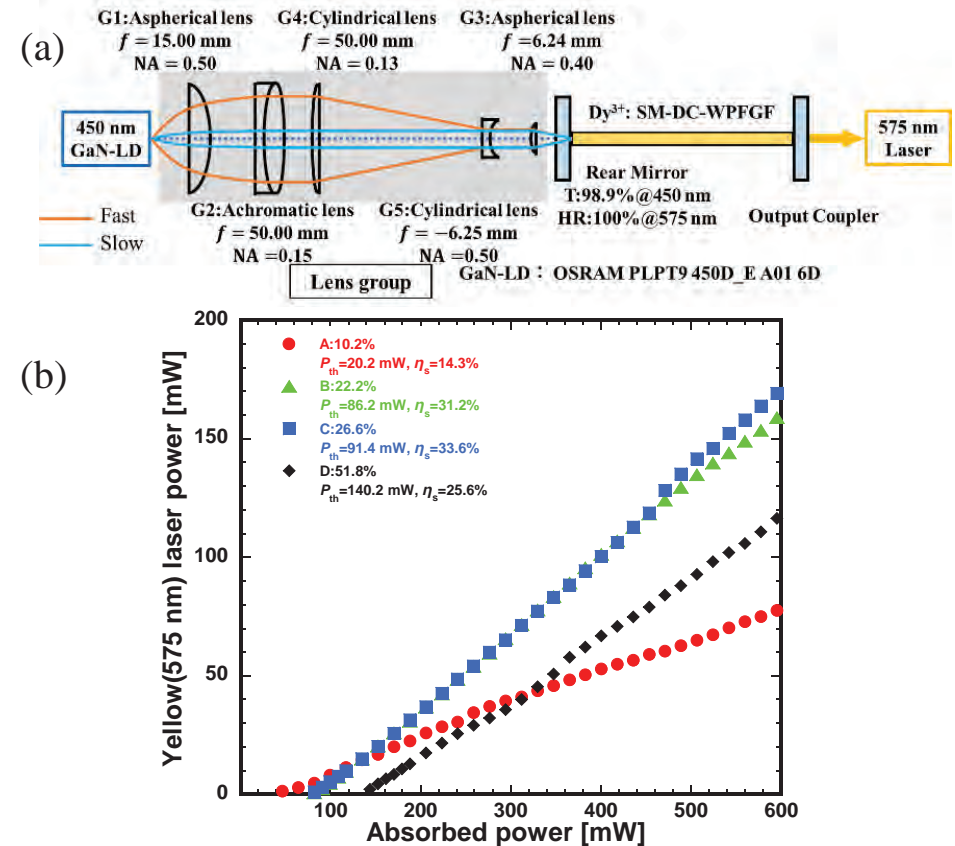 G1:Aspherical lens G4:Cylindrical lens G3:Aspherical lens
f = 15.00 mm f = 50.00 mm f =6.24 mm
NA = 0.50 NA = 0.13 NA = 0.40
(a)
450 nm
GaN-LD
Dy³⁺: SM-DC-WPFGF
575 nm
Laser
Rear Mirror
T:98.9%@450 nm
HR:100%@575 nm
Output Coupler
Fast
Slow
G2:Achromatic lens
f = 50.00 mm
NA =0.15
G5:Cylindrical lens
f = −6.25 mm
NA =0.50
Lens group
GaN-LD : OSRAM PLPT9 450D_E A01 6D
(b)
Yellow(575 nm) laser power [mW]
200
150
100
50
0
A:10.2%
Pth=20.2 mW, ηs=14.3%
B:22.2%
Pth=86.2 mW, ηs=31.2%
C:26.6%
Pth=91.4 mW, ηs=33.6%
D:51.8%
Pth=140.2 mW, ηs=25.6%
100 200 300 400 500 600
Absorbed power [mW]